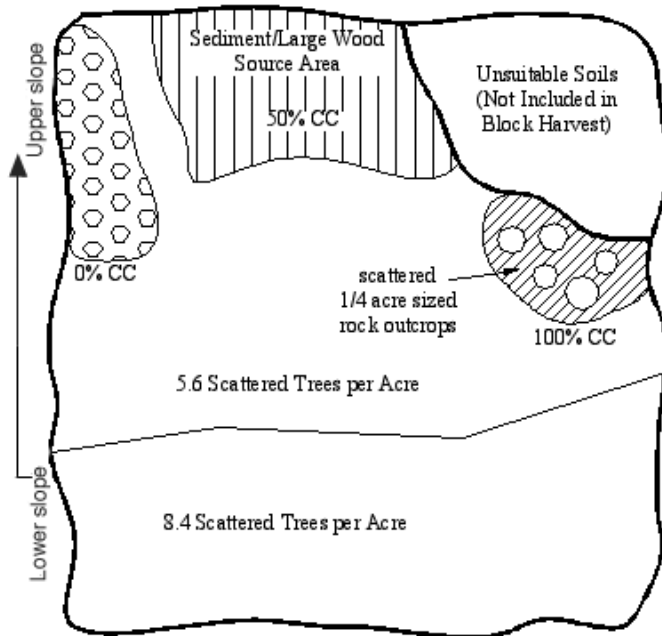 Sediment/Large Wood
Source Area
50% CC
Unsuitable Soils
(Not Included in
Block Harvest)
Upper slope
0% CC
scattered
1/4 acre sized
rock outcrops
100% CC
5.6 Scattered Trees per Acre
Lower slope
8.4 Scattered Trees per Acre